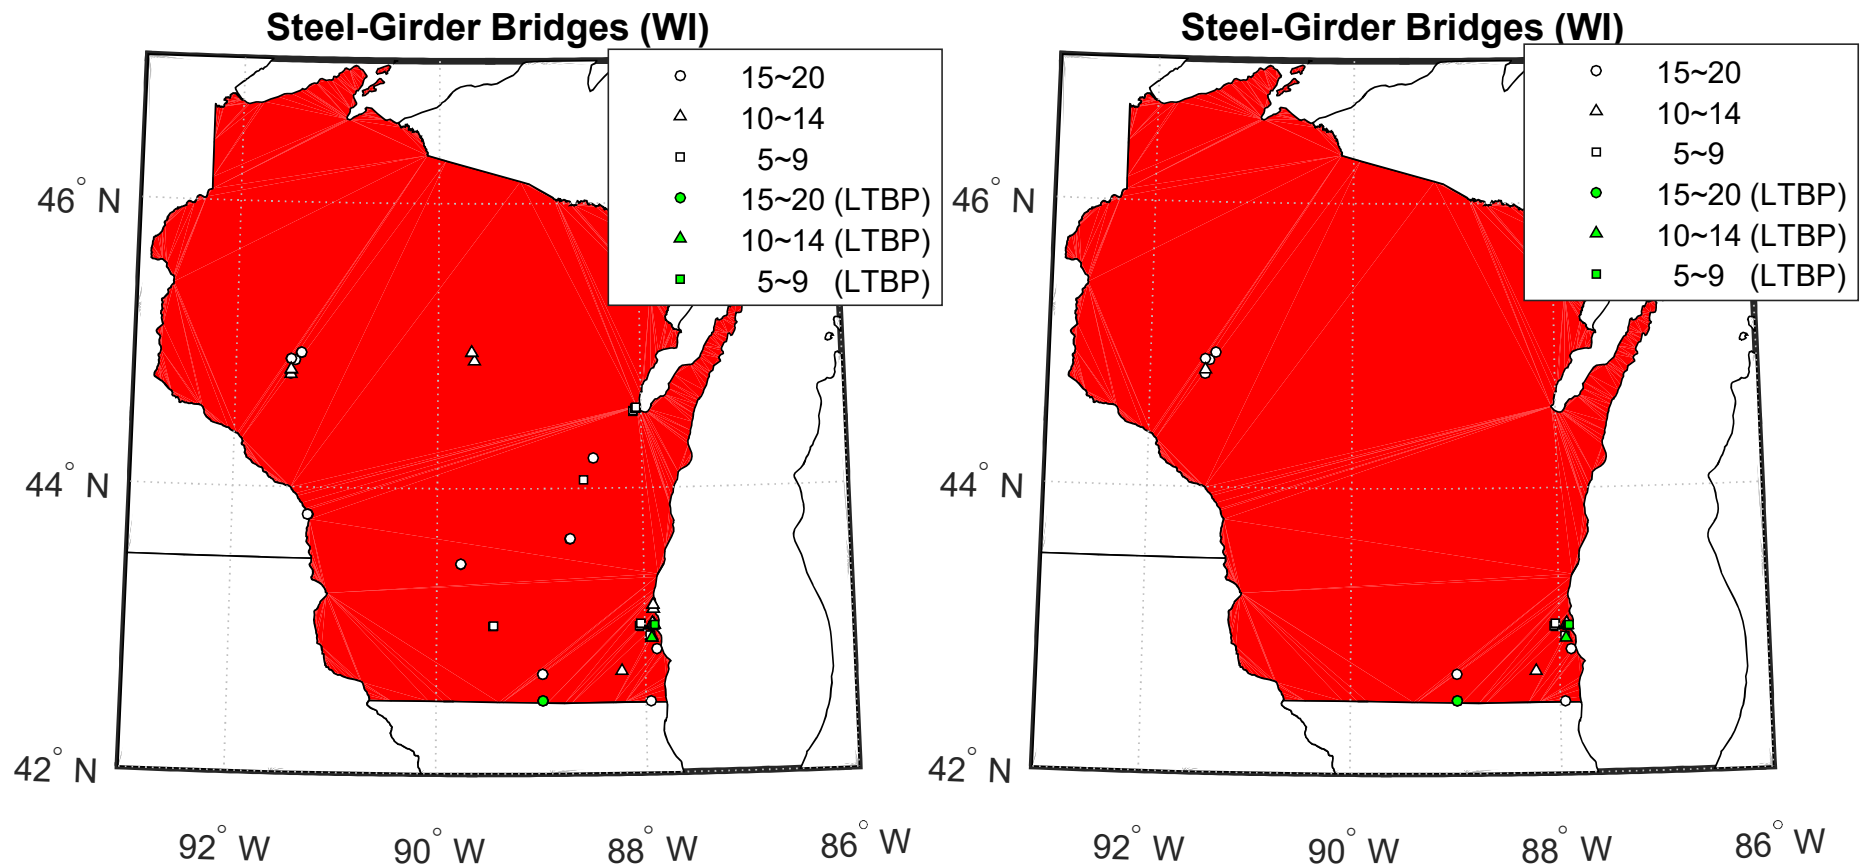 Steel-Girder Bridges (WI)
15~20
10~14
5~9
15~20 (LTBP)
10~14 (LTBP)
5~9 (LTBP)
46° N
44° N
42° N
92° W
90° W
88° W
86° W
Steel-Girder Bridges (WI)
15~20
10~14
5~9
15~20 (LTBP)
10~14 (LTBP)
5~9 (LTBP)
46° N
44° N
42° N
92° W
90° W
88° W
86° W